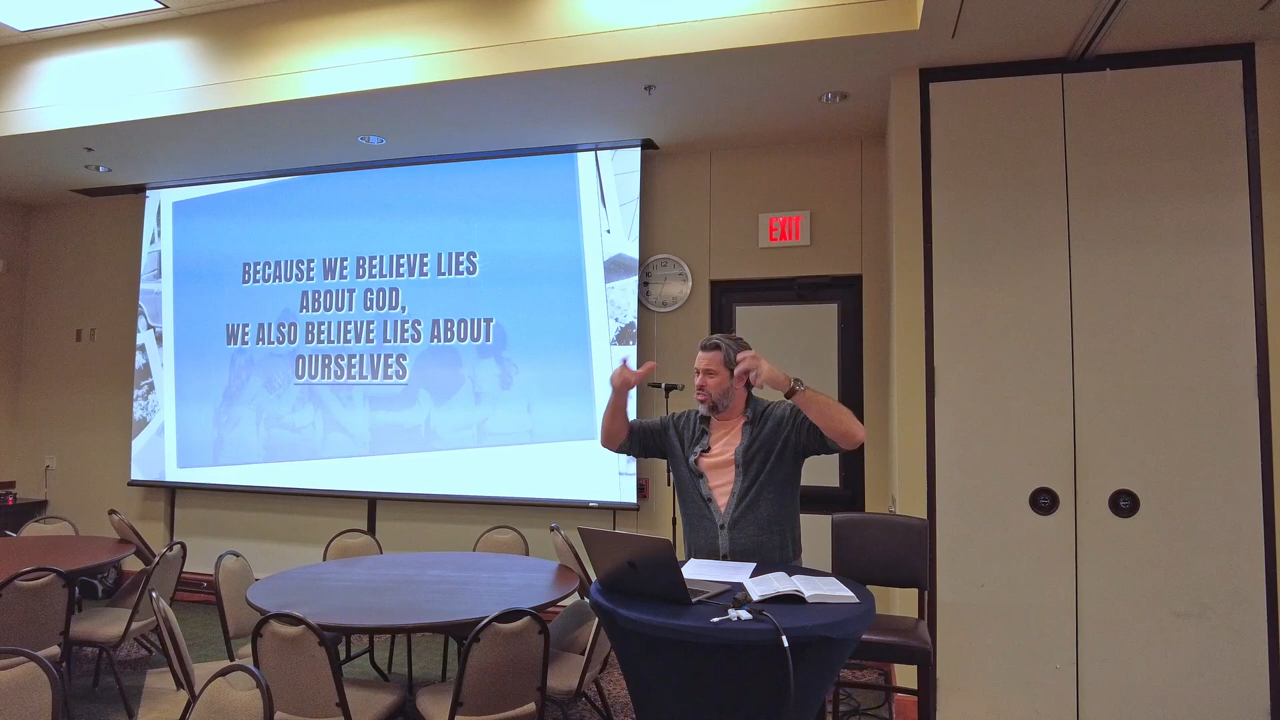 BECAUSE WE BELIEVE LIES
ABOUT GOD,
WE ALSO BELIEVE LIES ABOUT
OURSELVES
EXIT